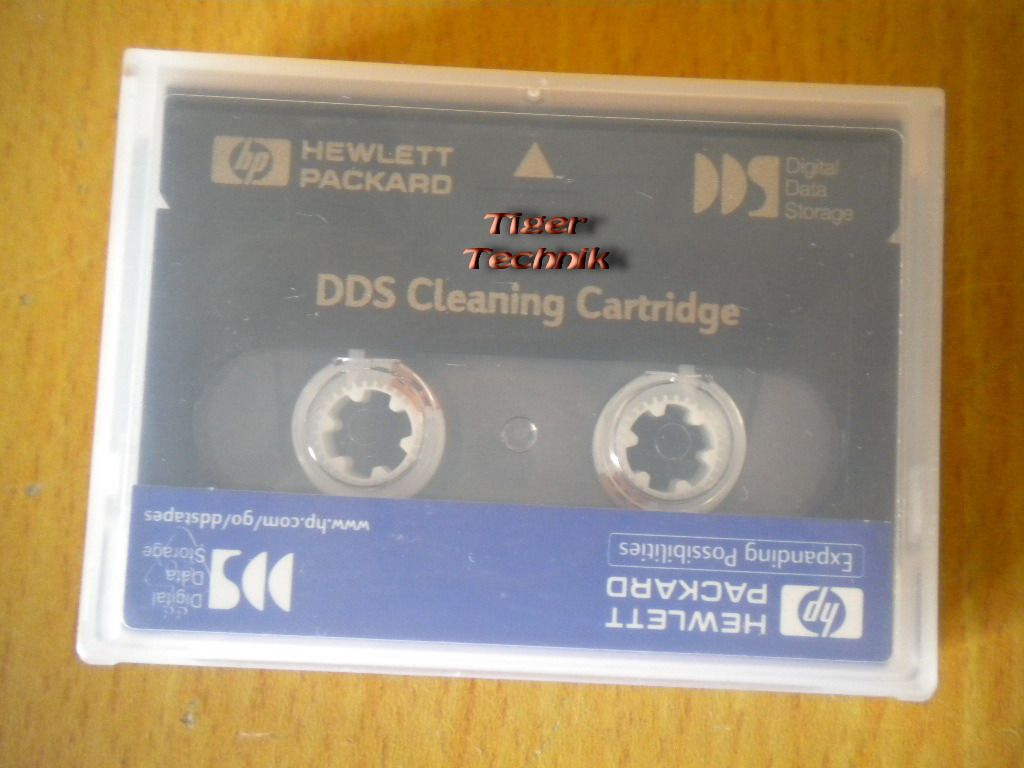 hp HEWLETT
PACKARD
DDS Digital
Data
Storage
Tiger
Technik
DDS Cleaning Cartridge
www.hp.com/go/ddstapes
DDS Digital
Data
Storage
Expanding Possibilities
hp HEWLETT
PACKARD